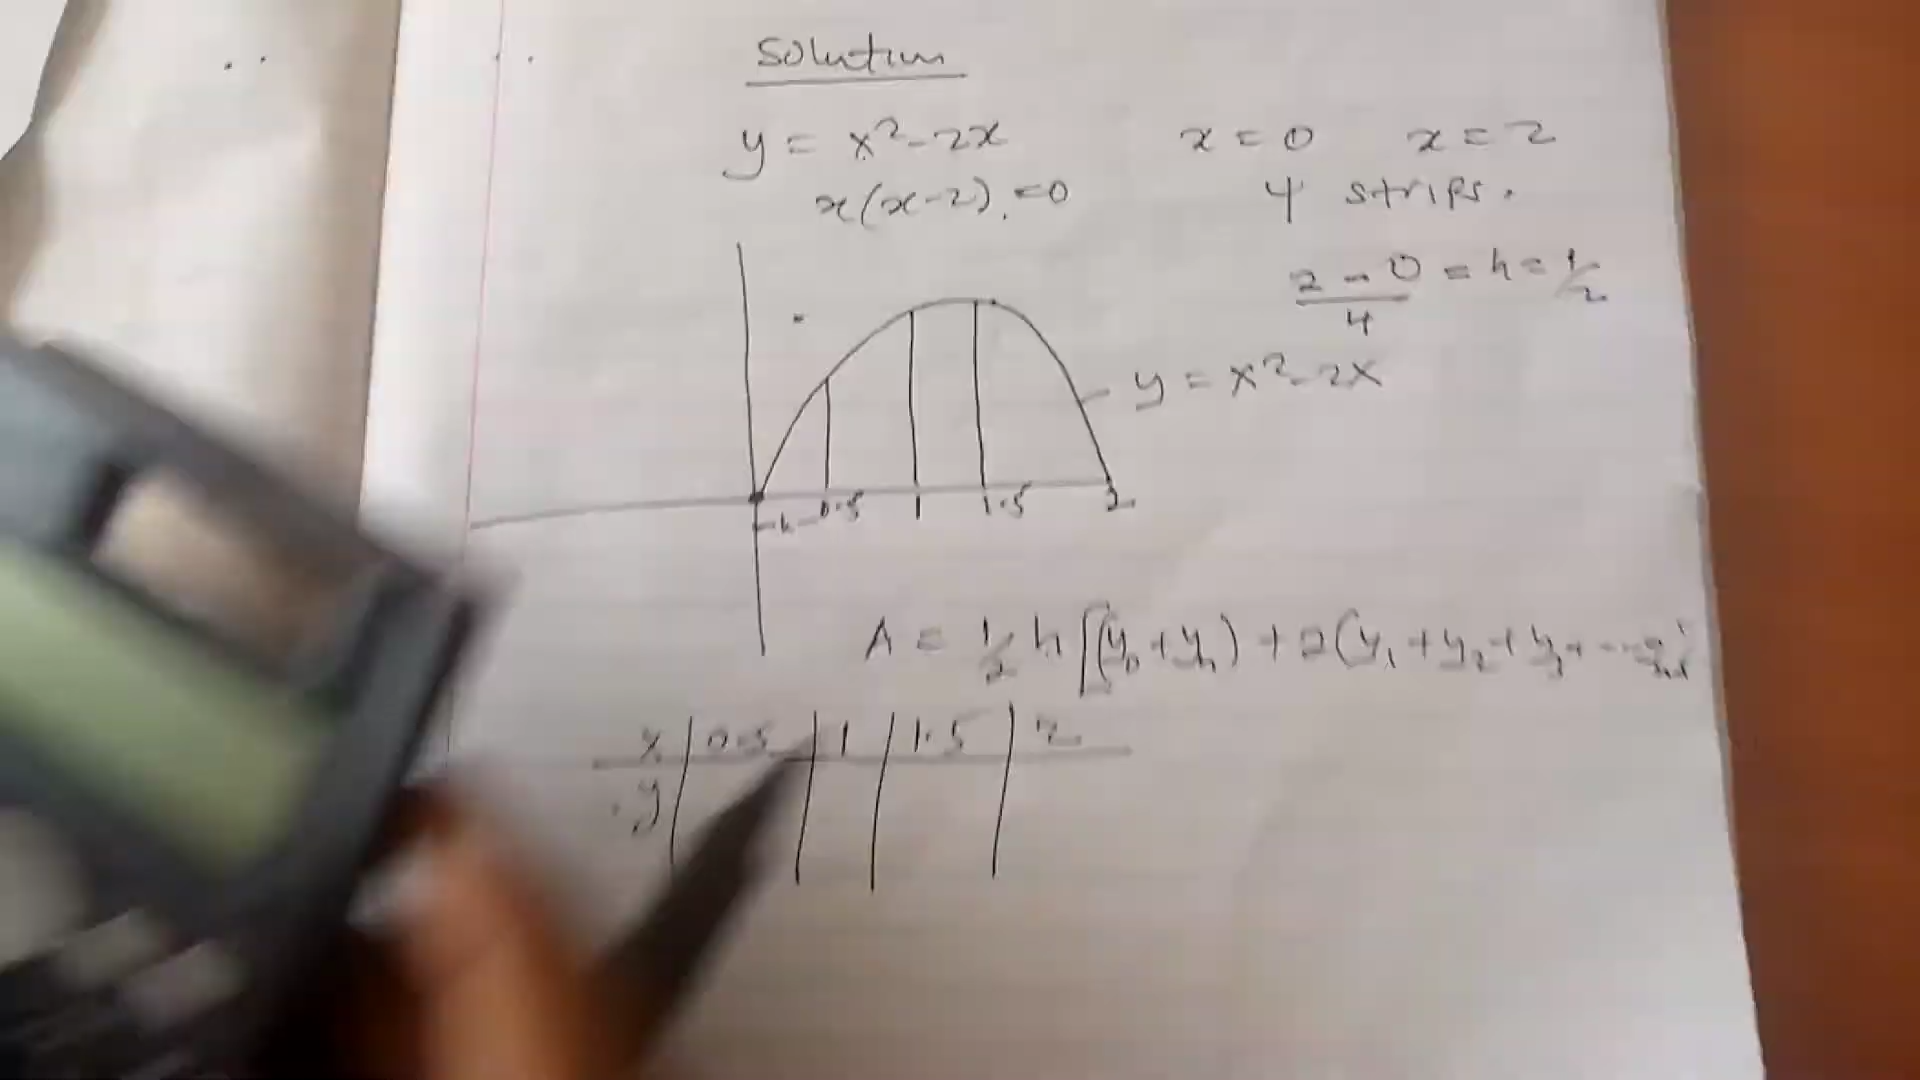 Solution
y = x²-2x x = 0 x = 2
x(x-2) = 0 4 strips.
2 - 0 / 4 = h = 1/2
y = x²-2x
h 0.5 1 1.5 2
A = 1/2 h [(y₀ + yₙ) + 2(y₁ + y₂ + y₃ + ...
x | 0.5 | 1 | 1.5 | 2
y